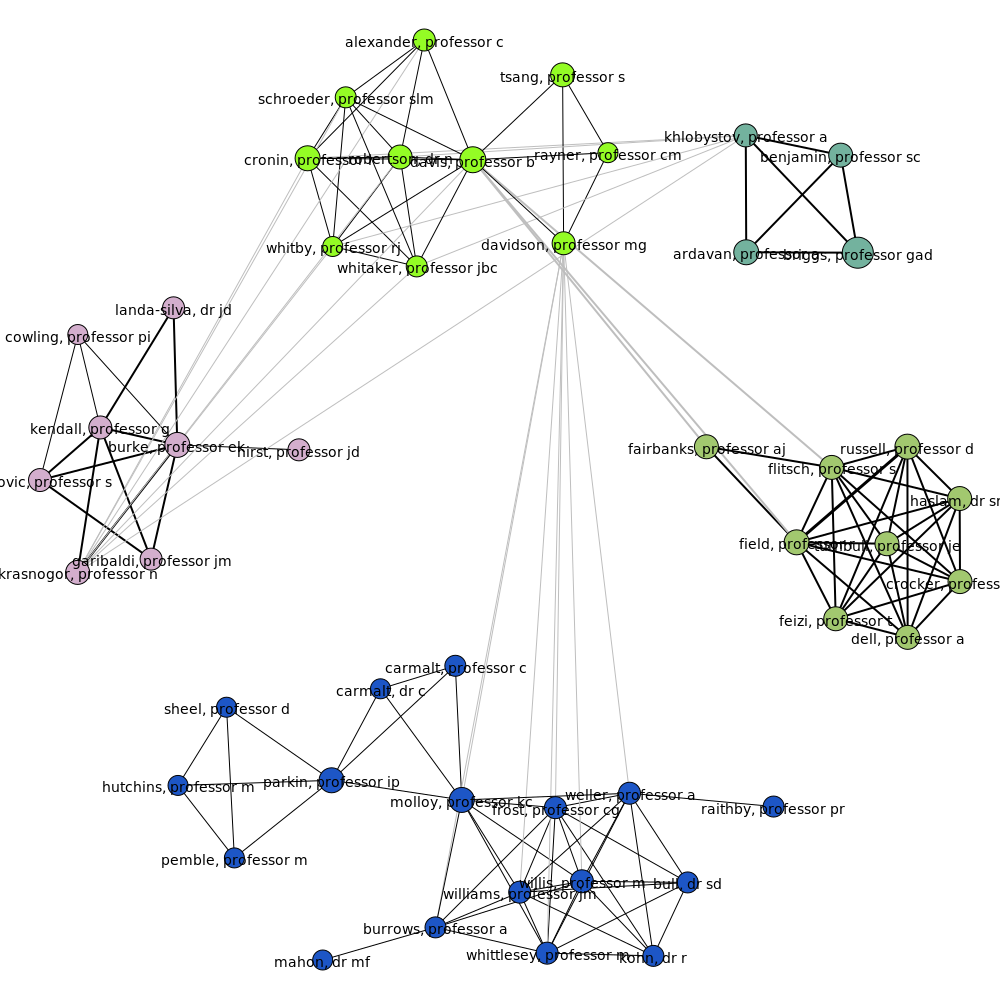 alexander, professor c
tsang, professor s
schroeder, professor slm
khlobystov, professor a
cronin, professor
davis, professor b
rayner, professor cm
benjamin, professor sc
whitby, professor rj
davidson, professor mg
whitaker, professor jbc
ardavan, professor
briggs, professor gad
landa-silva, dr jd
cowling, professor pi
kendall, professor g
burke, professor ek
hirst, professor jd
ovic, professor s
garibaldi, professor jm
krasnogor, professor n
fairbanks, professor aj
russell, professor d
flitsch, professor s
haslam, dr sm
field, professor
professor je
crocker, profess
feizi, professor t
dell, professor a
carmalt, professor c
carmalt, dr c
sheel, professor d
hutchins, professor m
parkin, professor ip
molloy, professor kc
frost, professor cg
weller, professor a
raithby, professor pr
pemble, professor m
willis, professor m
bull, dr sd
williams, professor jm
burrows, professor a
whittlesey, professor m
kohn, dr r
mahon, dr mf